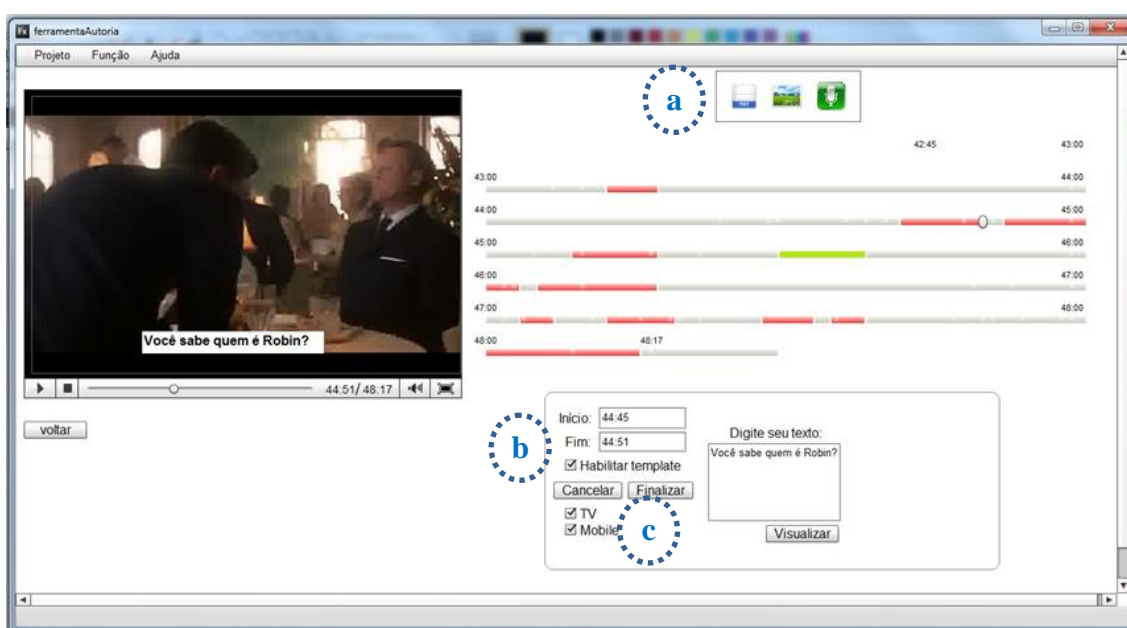 Fx ferramentaAutoria
Projeto Função Ajuda
a
TXT
42:45 43:00
43:00 44:00
44:00 45:00
45:00 46:00
46:00 47:00
47:00 48:00
48:00 48:17
Você sabe quem é Robin?
44:51/ 48:17
voltar
b
Início: 44:45
Fim: 44:51
Habilitar template
Cancelar Finalizar
TV
Mobile
c
Digite seu texto:
Você sabe quem é Robin?
Visualizar